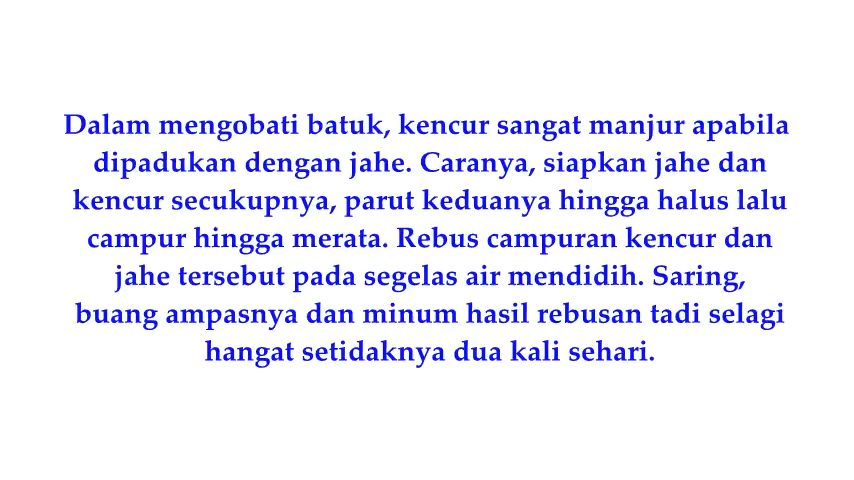 Dalam mengobati batuk, kencur sangat manjur apabila
dipadukan dengan jahe. Caranya, siapkan jahe dan
kencur secukupnya, parut keduanya hingga halus lalu
campur hingga merata. Rebus campuran kencur dan
jahe tersebut pada segelas air mendidih. Saring,
buang ampasnya dan minum hasil rebusan tadi selagi
hangat setidaknya dua kali sehari.